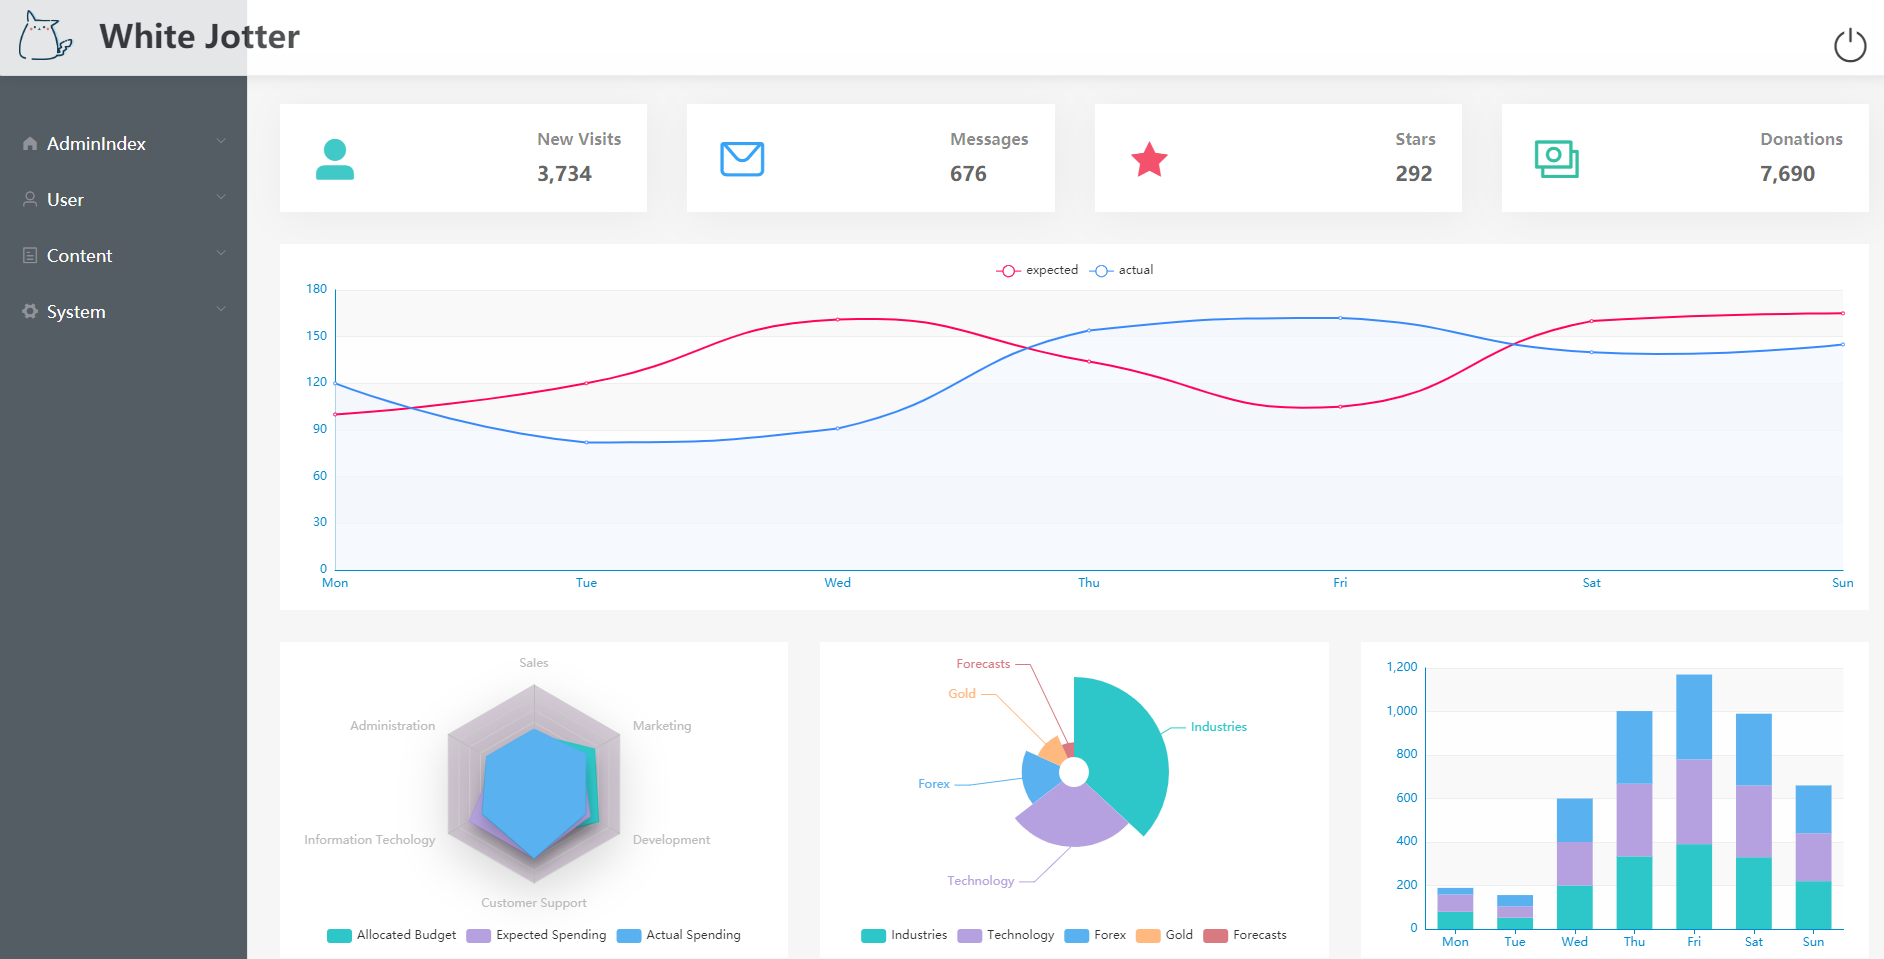 White Jotter
AdminIndex
User
Content
System
New Visits
3,734
Messages
676
Stars
292
Donations
7,690
expected actual
180
150
120
90
60
30
0
Mon Tue Wed Thu Fri Sat Sun
Sales
Administration Marketing
Information Techology Development
Customer Support
Allocated Budget Expected Spending Actual Spending
Forecasts
Gold
Industries
Forex
Technology
Industries Technology Forex Gold Forecasts
1,200
1,000
800
600
400
200
0
Mon Tue Wed Thu Fri Sat Sun